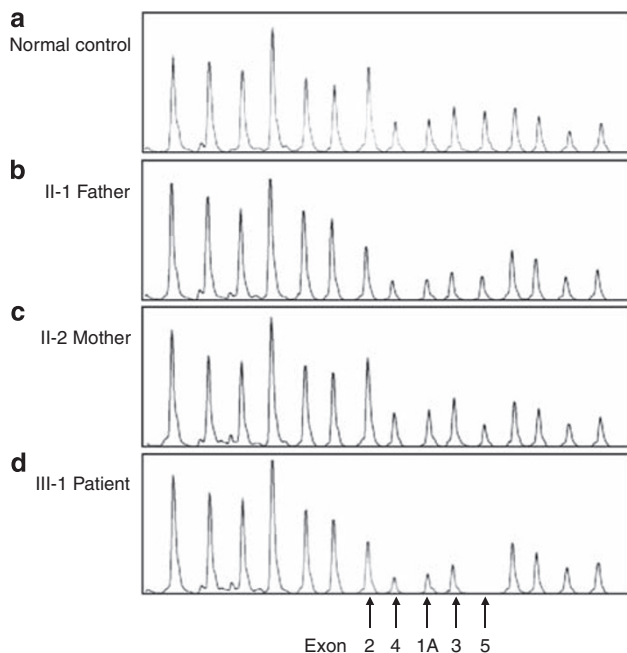 a
Normal control
b
II-1 Father
c
II-2 Mother
d
III-1 Patient
Exon 2 4 1A 3 5